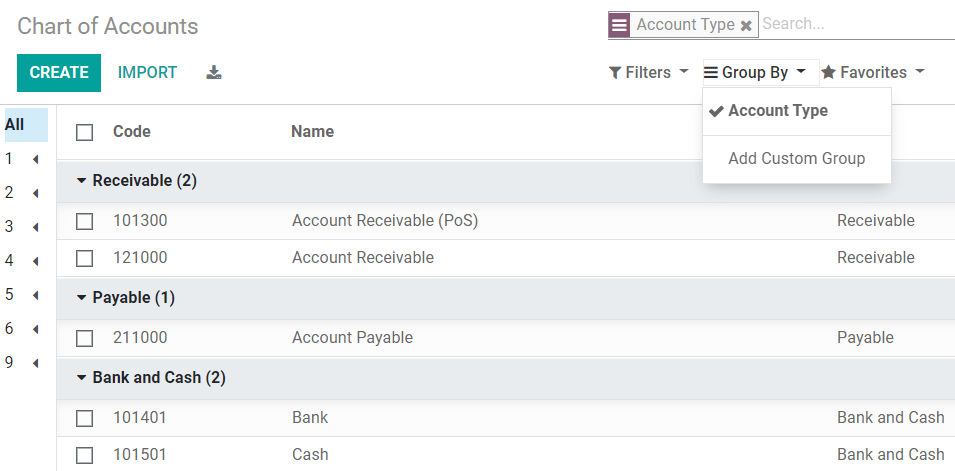 Chart of Accounts
Account Type
Search...
CREATE IMPORT
Filters Group By Favorites
Account Type
Add Custom Group
All
1
2
3
4
5
6
9
Code Name
Receivable (2)
101300 Account Receivable (PoS) Receivable
121000 Account Receivable Receivable
Payable (1)
211000 Account Payable Payable
Bank and Cash (2)
101401 Bank Bank and Cash
101501 Cash Bank and Cash